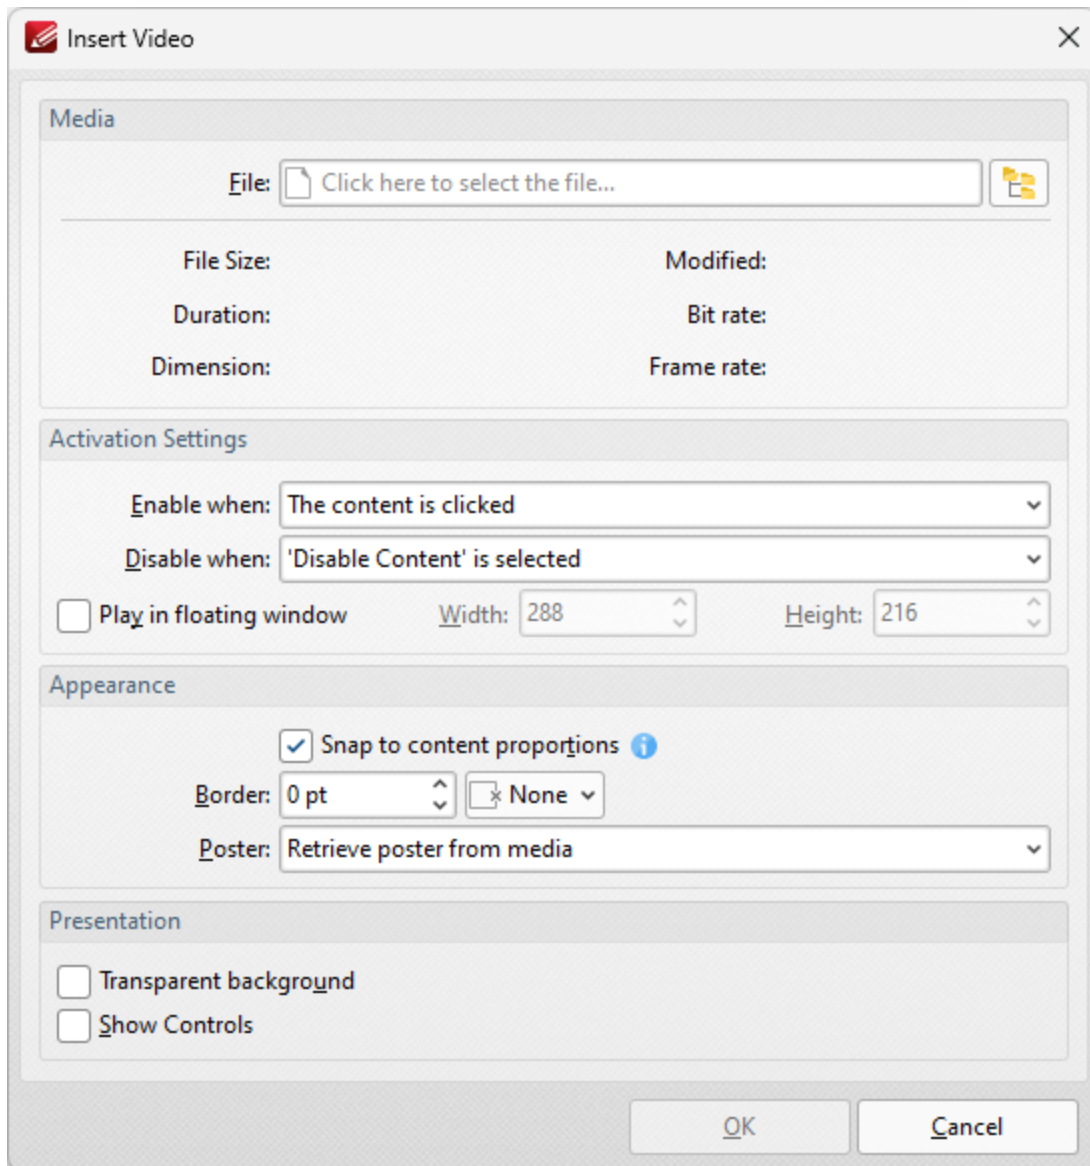 Insert Video
Media
File: Click here to select the file...
File Size: Modified:
Duration: Bit rate:
Dimension: Frame rate:
Activation Settings
Enable when: The content is clicked
Disable when: 'Disable Content' is selected
Play in floating window Width: 288 Height: 216
Appearance
Snap to content proportions
Border: 0 pt None
Poster: Retrieve poster from media
Presentation
Transparent background
Show Controls
OK Cancel